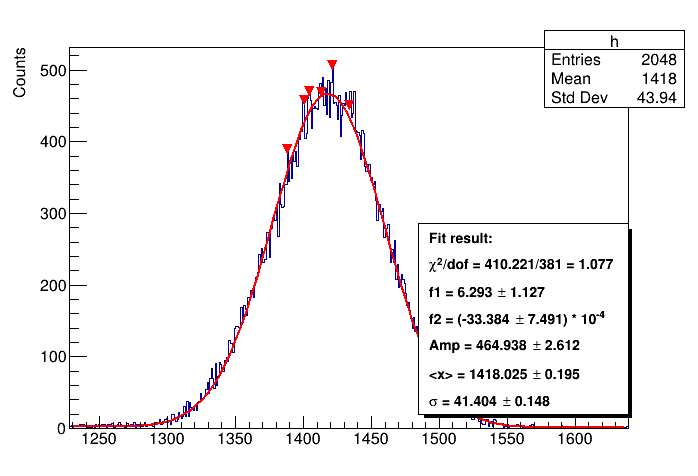 h
Entries 2048
Mean 1418
Std Dev 43.94
Counts
500
400
300
200
100
0
Fit result:
χ²/dof = 410.221/381 = 1.077
f1 = 6.293 ± 1.127
f2 = (-33.384 ± 7.491) * 10⁻⁴
Amp = 464.938 ± 2.612
<x> = 1418.025 ± 0.195
σ = 41.404 ± 0.148
1250 1300 1350 1400 1450 1500 1550 1600